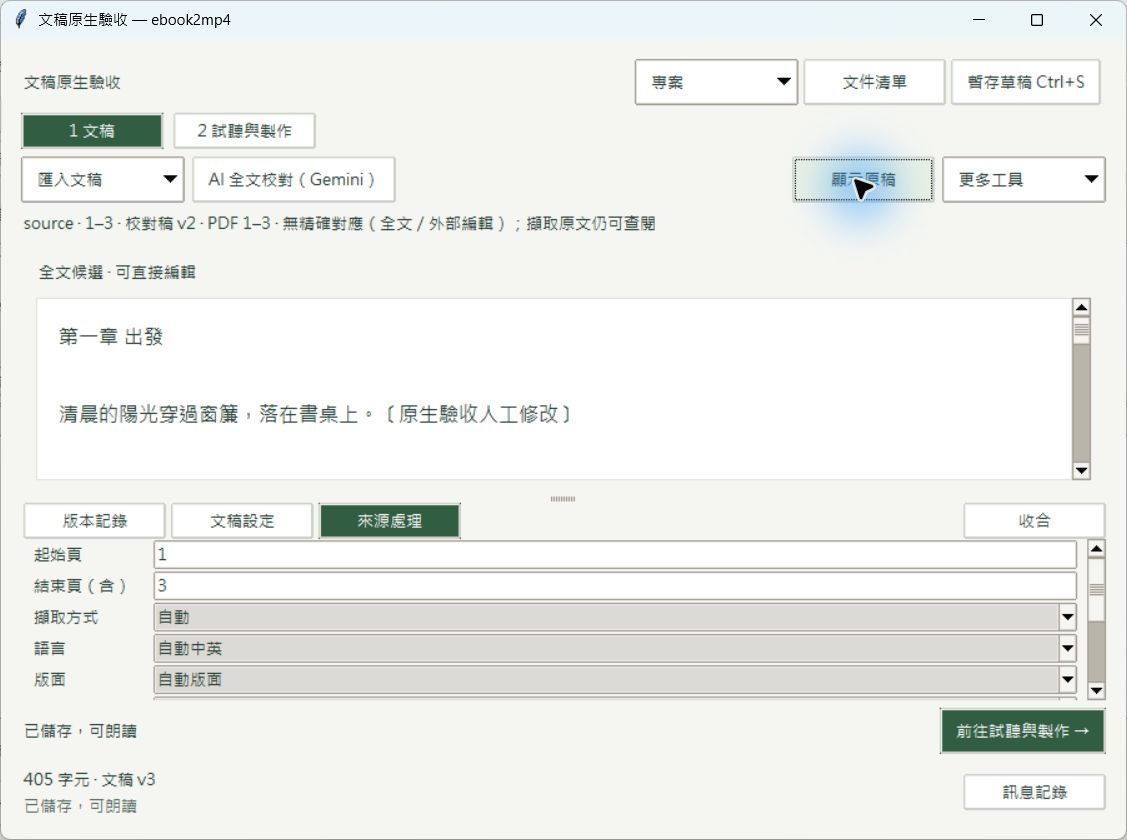 文稿原生驗收 — ebook2mp4
文稿原生驗收
專案
文件清單
暫存草稿 Ctrl+S
1 文稿
2 試聽與製作
匯入文稿
AI 全文校對（Gemini）
顯示原稿
更多工具
source · 1–3 · 校對稿 v2 · PDF 1–3 · 無精確對應（全文 / 外部編輯）；擷取原文仍可查閱
全文候選 · 可直接編輯
第一章 出發
清晨的陽光穿過窗簾，落在書桌上。〔原生驗收人工修改〕
版本記錄
文稿設定
來源處理
收合
起始頁
1
結束頁（含）
3
擷取方式
自動
語言
自動中英
版面
自動版面
已儲存，可朗讀
前往試聽與製作 →
405 字元 · 文稿 v3
已儲存，可朗讀
訊息記錄